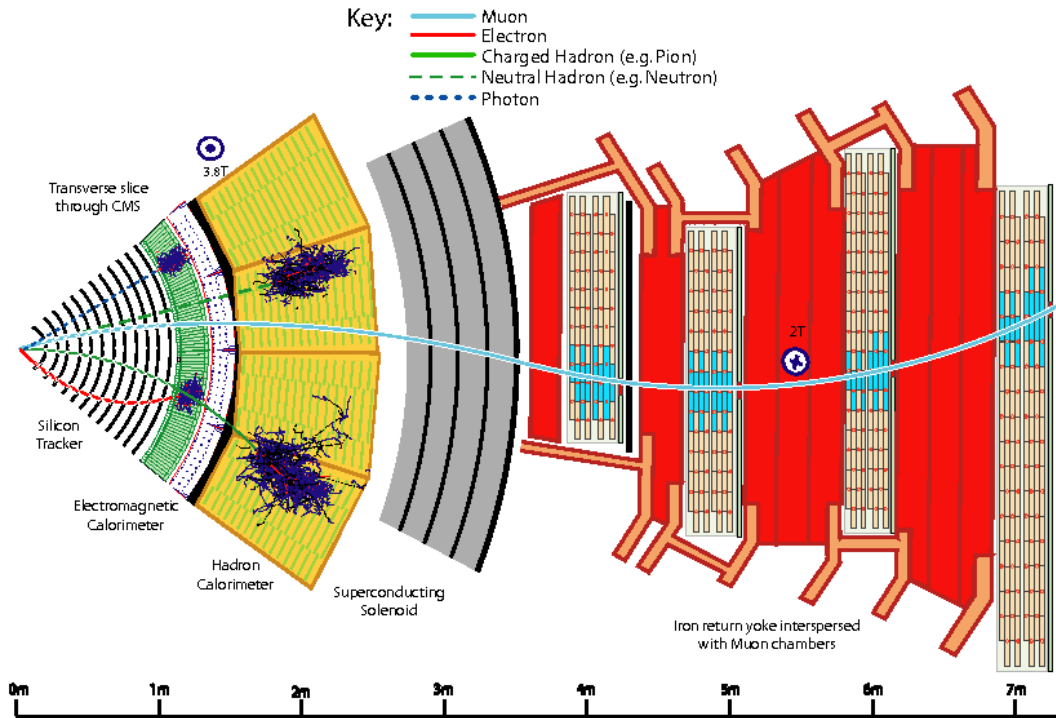 Key:
Muon
Electron
Charged Hadron (e.g. Pion)
Neutral Hadron (e.g. Neutron)
Photon
3.8T
Transverse slice
through CMS
2T
Silicon
Tracker
Electromagnetic
Calorimeter
Hadron
Calorimeter
Superconducting
Solenoid
Iron return yoke interspersed
with Muon chambers
0m 1m 2m 3m 4m 5m 6m 7m